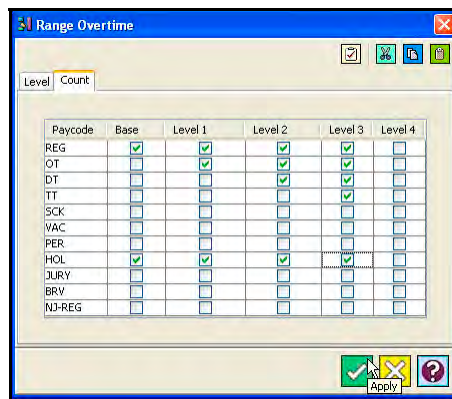 Range Overtime
Level Count
Paycode Base Level 1 Level 2 Level 3 Level 4
REG
OT
DT
TT
SCK
VAC
PER
HOL
JURY
BRV
NJ-REG
?
Apply